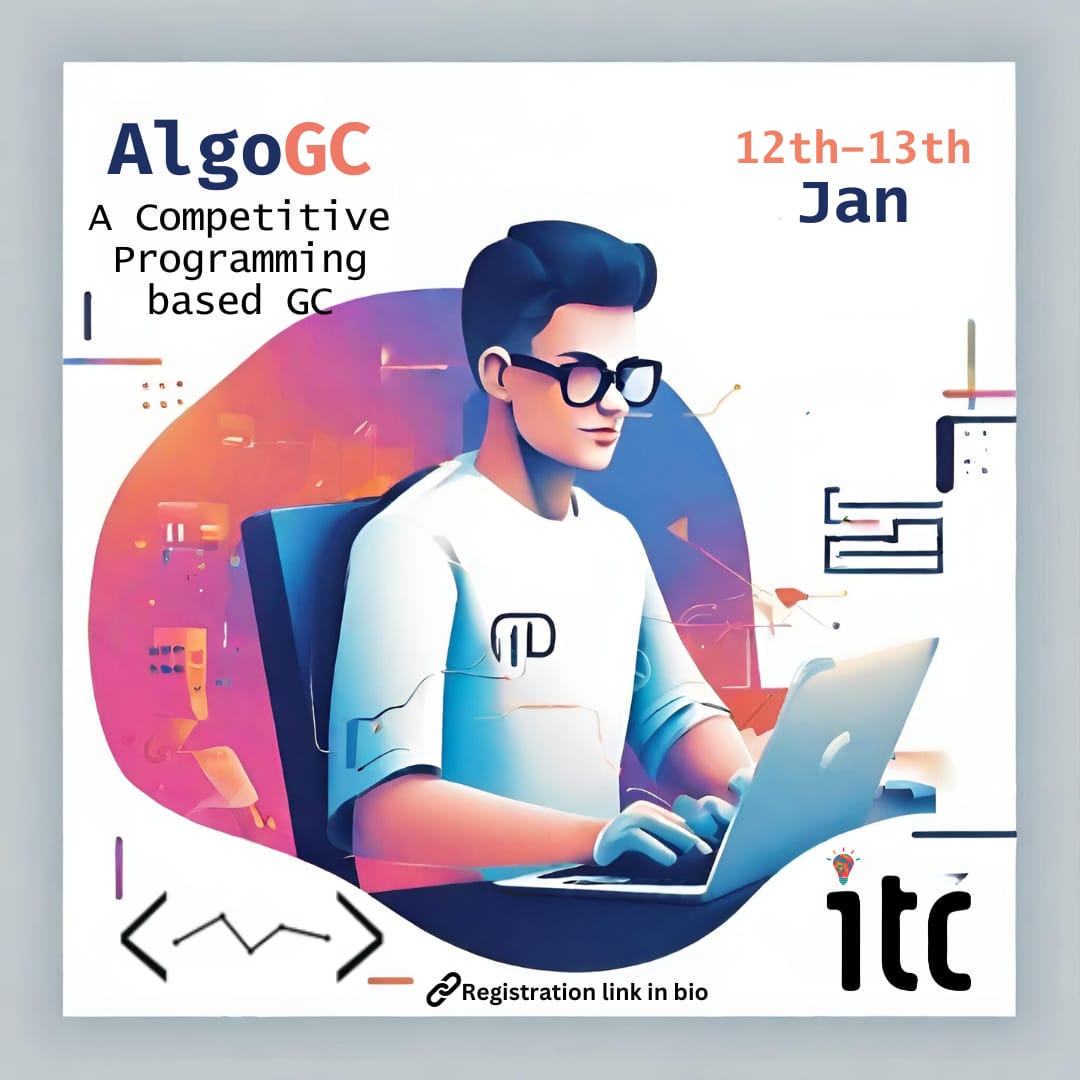 AlgoGC
A Competitive
Programming
based GC
12th–13th
Jan
itc
Registration link in bio